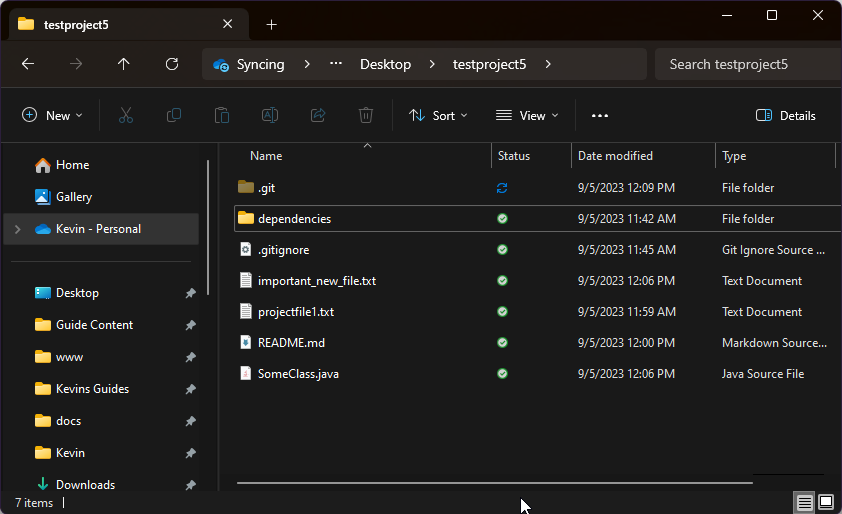 testproject5
Syncing > ··· Desktop > testproject5 > Search testproject5
New Sort View ··· Details
Name Status Date modified Type
Home
Gallery
Kevin - Personal
Desktop
Guide Content
www
Kevins Guides
docs
Kevin
Downloads
.git 9/5/2023 12:09 PM File folder
dependencies 9/5/2023 11:42 AM File folder
.gitignore 9/5/2023 11:45 AM Git Ignore Source ...
important_new_file.txt 9/5/2023 12:06 PM Text Document
projectfile1.txt 9/5/2023 11:59 AM Text Document
README.md 9/5/2023 12:00 PM Markdown Source...
SomeClass.java 9/5/2023 12:06 PM Java Source File
7 items